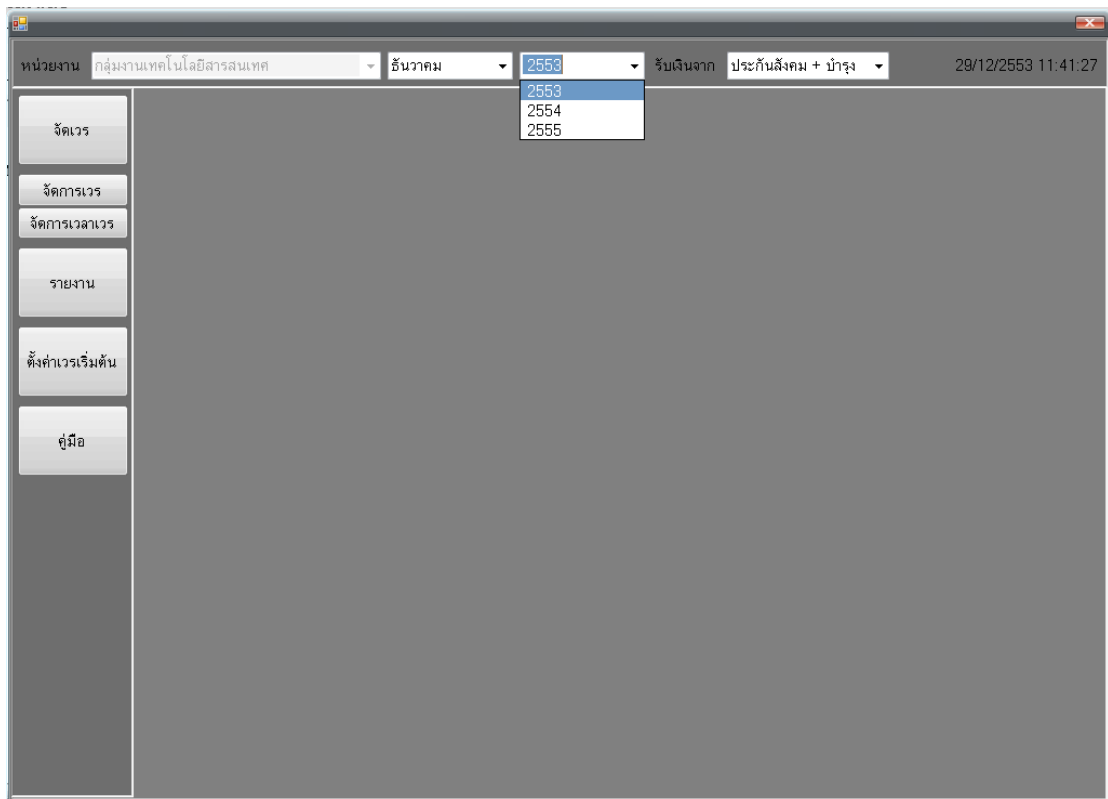 หน่วยงาน กลุ่มงานเทคโนโลยีสารสนเทศ ธันวาคม 2553 รับเงินจาก ประกันสังคม + บำรุง 29/12/2553 11:41:27
2553
2554
2555
จัดเวร
จัดการเวร
จัดการเวลาเวร
รายงาน
ตั้งค่าเวรเริ่มต้น
คู่มือ